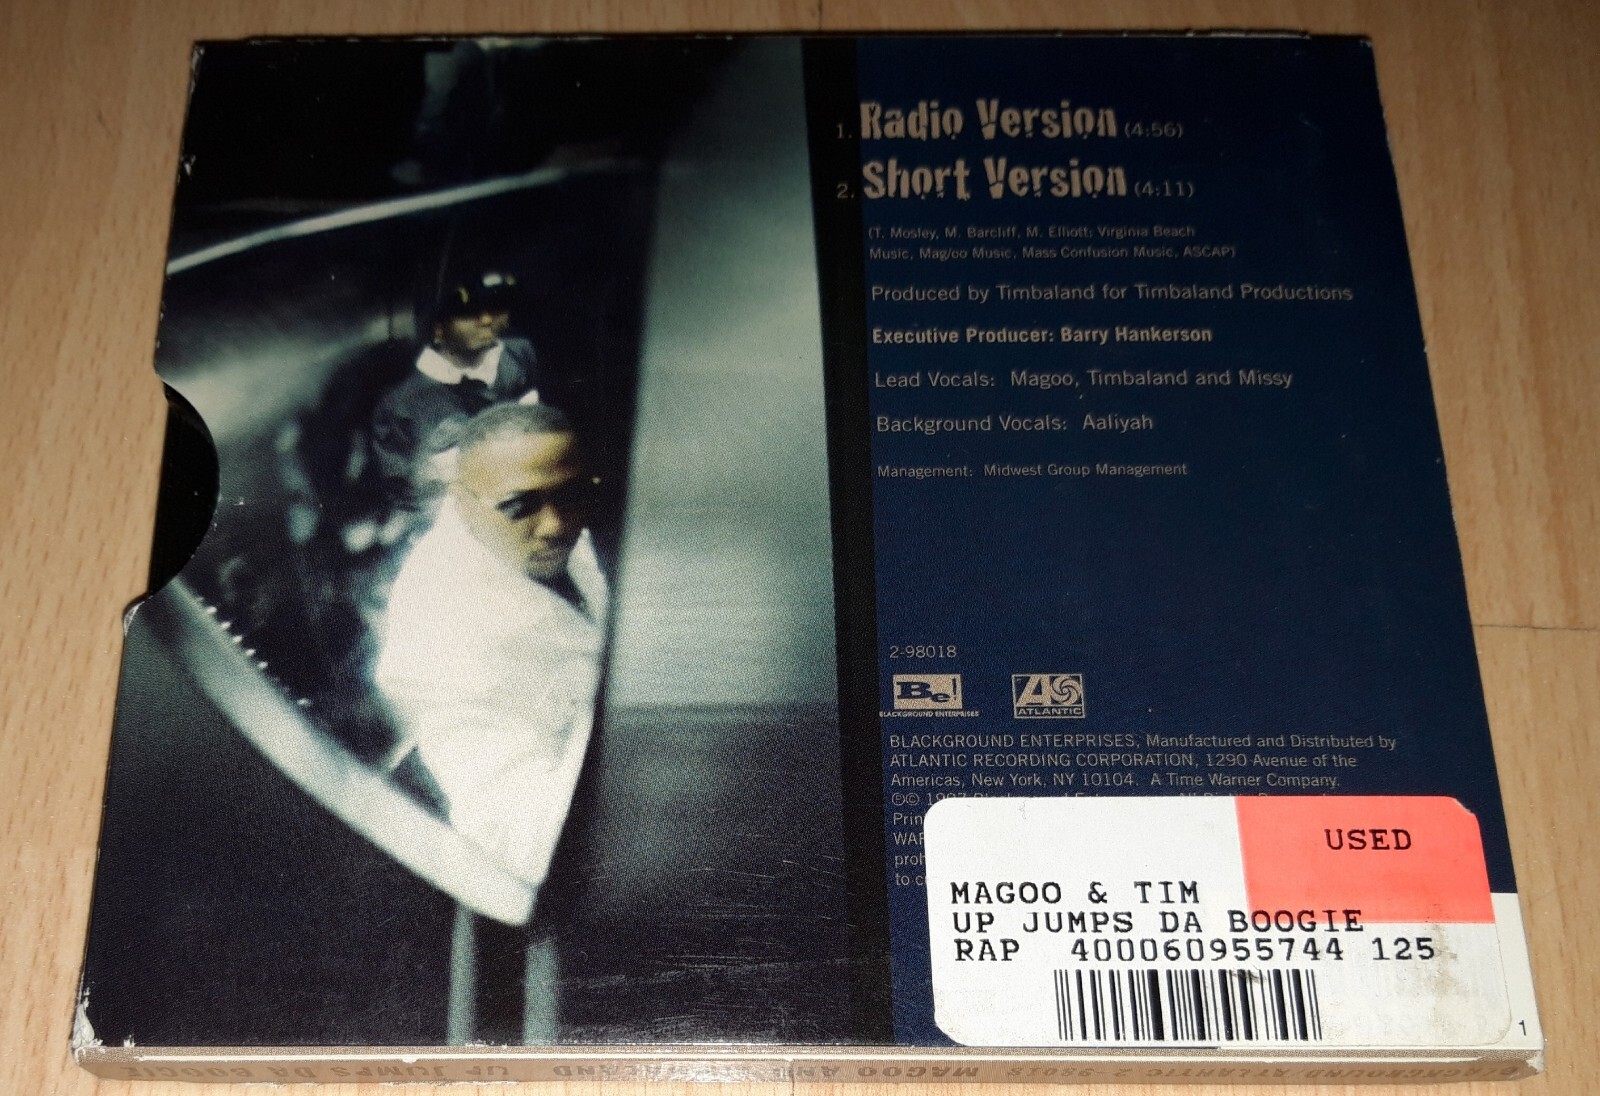 1. Radio Version (4:56)
2. Short Version (4:11)
(T. Mosley, M. Barcliff, M. Elliott; Virginia Beach
Music, Mag/oo Music, Mass Confusion Music, ASCAP)
Produced by Timbaland for Timbaland Productions
Executive Producer: Barry Hankerson
Lead Vocals: Magoo, Timbaland and Missy
Background Vocals: Aaliyah
Management: Midwest Group Management
2-98018
Be!
BLACKGROUND ENTERPRISES
A
ATLANTIC
BLACKGROUND ENTERPRISES, Manufactured and Distributed by
ATLANTIC RECORDING CORPORATION, 1290 Avenue of the
Americas, New York, NY 10104. A Time Warner Company.
℗© 1997
USED
MAGOO & TIM
UP JUMPS DA BOOGIE
RAP 400060955744 125
1
BLACKGROUND/ATLANTIC 2-98018 MAGOO AND TIMBALAND UP JUMPS DA BOOGIE